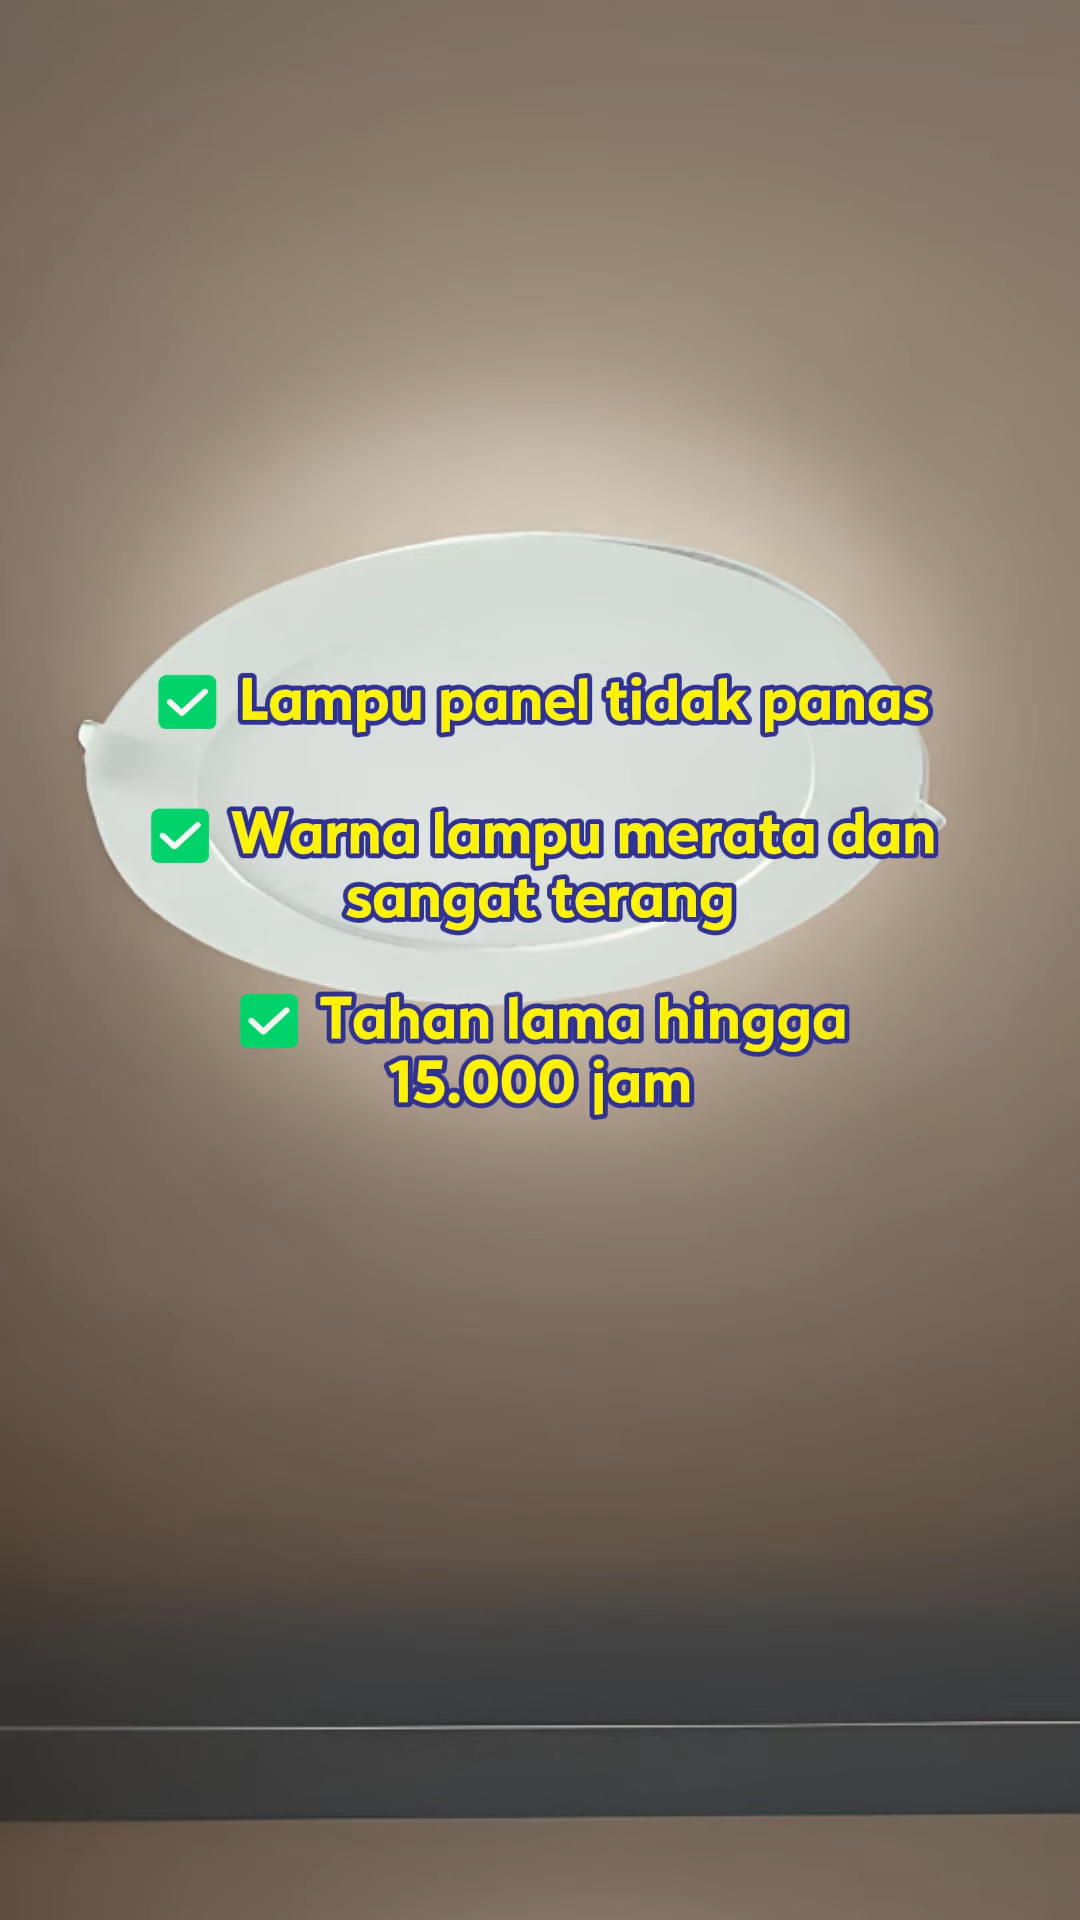 ✅ Lampu panel tidak panas
✅ Warna lampu merata dan
sangat terang
✅ Tahan lama hingga
15.000 jam